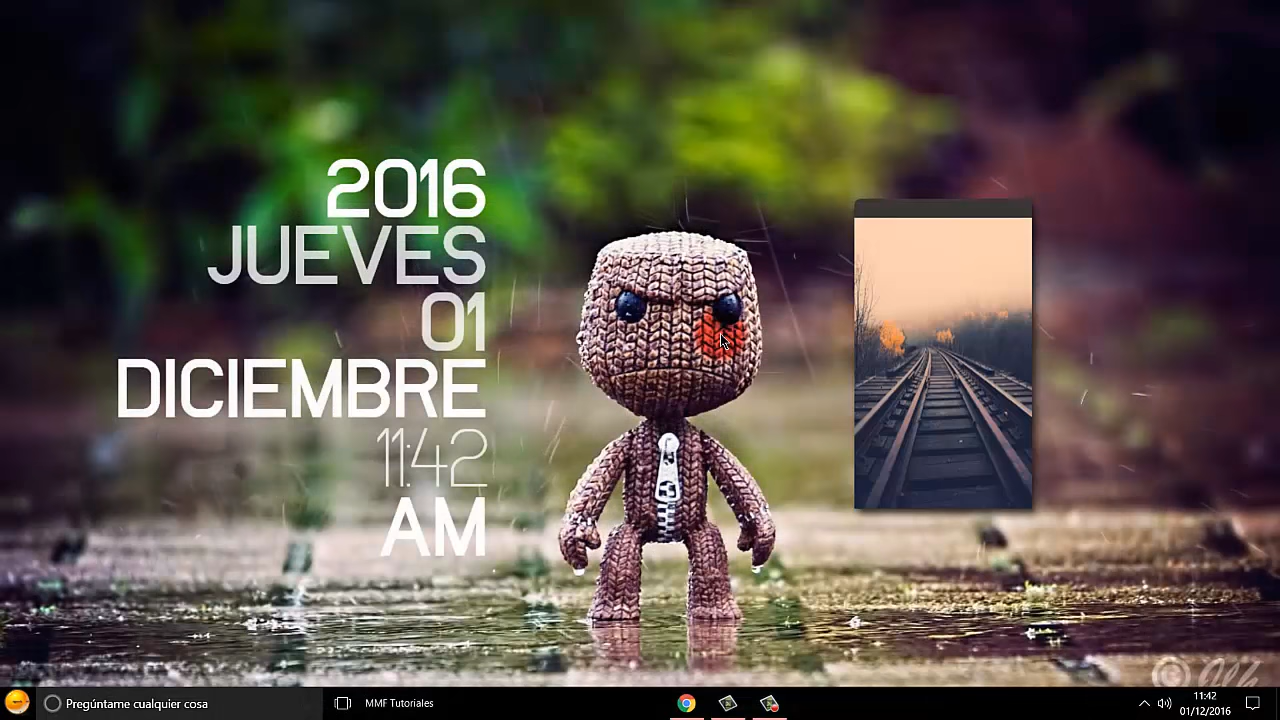 2016
JUEVES
01
DICIEMBRE
11:42
AM
Pregúntame cualquier cosa
MMF Tutoriales
11:42
01/12/2016